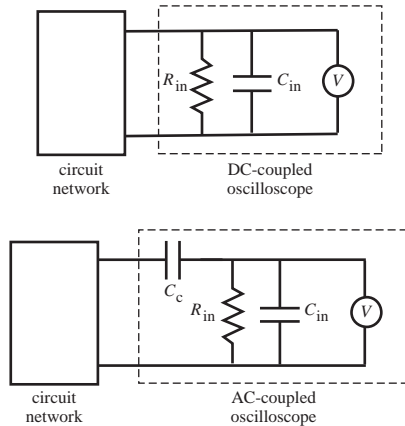 R_in
C_in
V
circuit
network
DC-coupled
oscilloscope
C_c
R_in
C_in
V
circuit
network
AC-coupled
oscilloscope